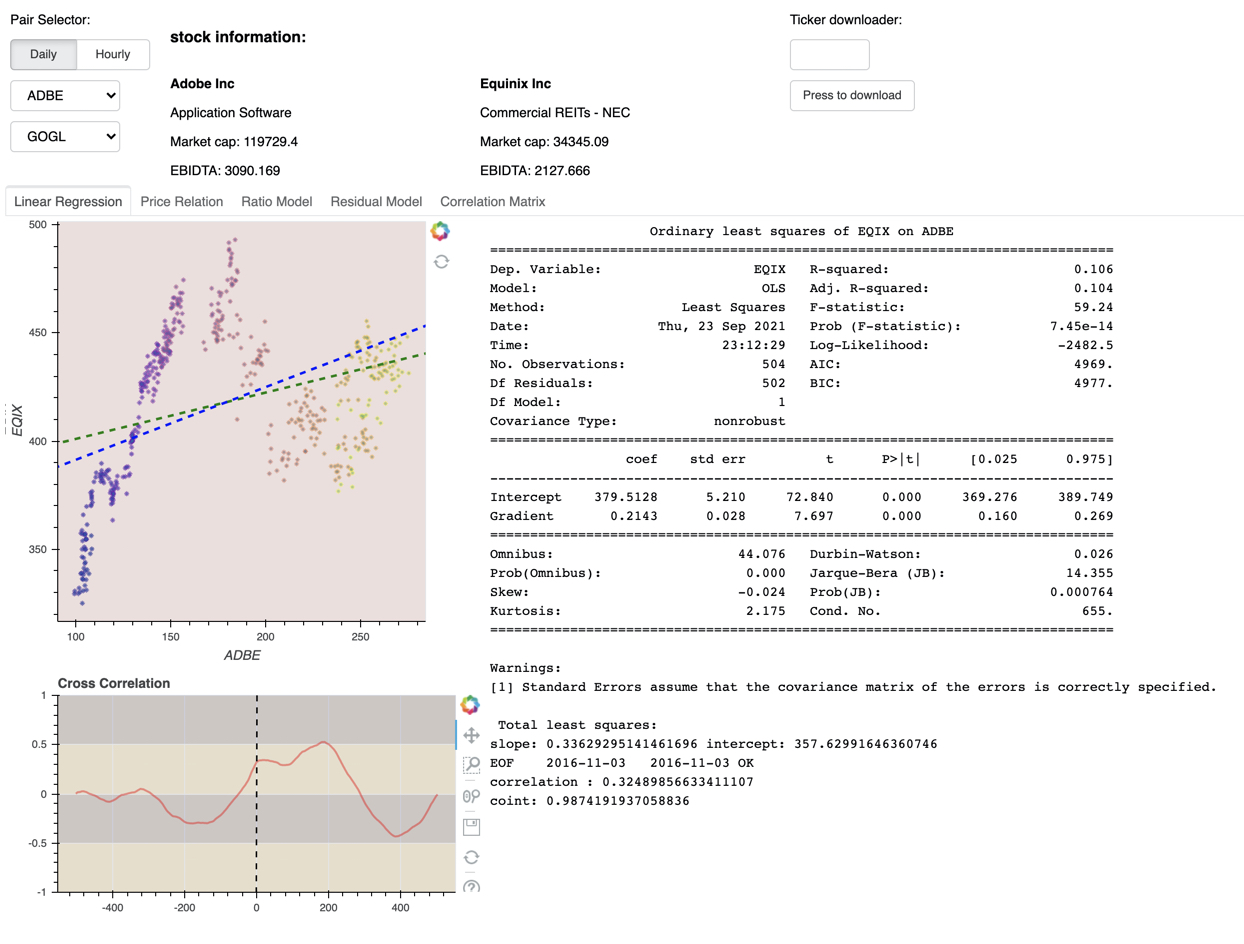 Pair Selector:
Daily Hourly
ADBE
GOGL
stock information:
Adobe Inc
Application Software
Market cap: 119729.4
EBIDTA: 3090.169
Equinix Inc
Commercial REITs - NEC
Market cap: 34345.09
EBIDTA: 2127.666
Ticker downloader:
Press to download
Linear Regression Price Relation Ratio Model Residual Model Correlation Matrix
500
450
400
350
EQIX
100 150 200 250
ADBE
Cross Correlation
1
0.5
0
-0.5
-1
-400 -200 0 200 400
Ordinary least squares of EQIX on ADBE
==============================================================================
Dep. Variable: EQIX R-squared: 0.106
Model: OLS Adj. R-squared: 0.104
Method: Least Squares F-statistic: 59.24
Date: Thu, 23 Sep 2021 Prob (F-statistic): 7.45e-14
Time: 23:12:29 Log-Likelihood: -2482.5
No. Observations: 504 AIC: 4969.
Df Residuals: 502 BIC: 4977.
Df Model: 1
Covariance Type: nonrobust
==============================================================================
coef std err t P>|t| [0.025 0.975]
------------------------------------------------------------------------------
Intercept 379.5128 5.210 72.840 0.000 369.276 389.749
Gradient 0.2143 0.028 7.697 0.000 0.160 0.269
==============================================================================
Omnibus: 44.076 Durbin-Watson: 0.026
Prob(Omnibus): 0.000 Jarque-Bera (JB): 14.355
Skew: -0.024 Prob(JB): 0.000764
Kurtosis: 2.175 Cond. No. 655.
==============================================================================
Warnings:
[1] Standard Errors assume that the covariance matrix of the errors is correctly specified.
Total least squares:
slope: 0.33629295141461696 intercept: 357.62991646360746
EOF 2016-11-03 2016-11-03 OK
correlation : 0.32489856633411107
coint: 0.9874191937058836